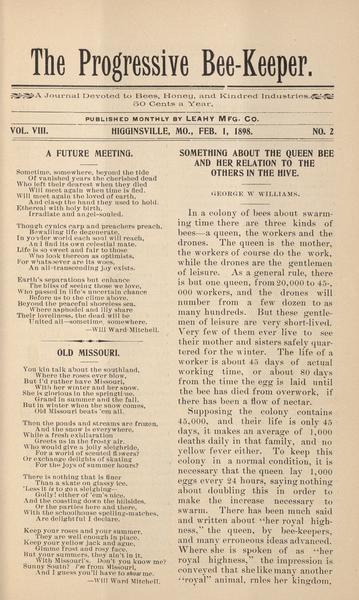 The Progressive Bee-Keeper.
A Journal Devoted to Bees, Honey, and Kindred Industries.
50 Cents a Year.
PUBLISHED MONTHLY BY LEAHY MFG. CO.
VOL. VIII. HIGGINSVILLE, MO., FEB. 1, 1898. NO. 2
A FUTURE MEETING.
Sometime, somewhere, beyond the tide
Of vanished years the cherished dead
Who left their dearest when they died
Will meet again when time is fled.
Will meet again the loved of earth,
And clasp the hand they used to hold.
Ethereal with holy birth,
Irradiate and angel-souled.
Though cynics carp and preachers preach,
Bewailing life degenerate,
In yonder world each soul will reach,
And find its own celestial mate.
Life is so sweet and fair to those
Who look thereon as optimists,
For whatsoever are its woes,
An all-transcending joy exists.
Earth's separations but enhance
The bliss of seeing those we love,
Who passed in life's uncertain chance
Before us to the clime above.
Beyond the peaceful shoreless sea,
Where asphodel and lily share
Their loveliness, the dead will be
United all—sometime, somewhere.
—Will Ward Mitchell.
OLD MISSOURI.
You kin talk about the southland,
Where the roses ever blow,
But I'd rather have Missouri,
With her winter and her snow.
She is glorious in the springtime,
Grand in summer and the fall,
But in winter when the snow comes,
Old Missouri beats 'em all.
Then the ponds and streams are frozen,
And the snow is everywhere,
While a fresh exhilaration
Greets us in the frosty air.
Who would give a jolly sleighride,
For a world of scented flowers?
Or exchange delights of skating
For the joys of summer hours?
There is nothing that is finer
Than a skate on glassy ice.
'Less it is to go a sleighing—
Golly! either of 'em's nice.
And the coasting down the hillsides,
Or the parties here and there,
With the schoolhouse spelling-matches,
Are delightful I declare.
Keep your roses and your summer,
They are well enough in place,
Keep your yellow jack and ague,
Gimme frost and rosy face.
But your summers, they ain't in it,
With Missouri's. Don't you know me?
Sunny South? I'm from Missouri,
And I guess you'll have to show me.
—Will Ward Mitchell.
SOMETHING ABOUT THE QUEEN BEE
AND HER RELATION TO THE
OTHERS IN THE HIVE.
GEORGE W WILLIAMS.
In a colony of bees about swarm-
ing time there are three kinds of
bees—a queen, the workers and the
drones. The queen is the mother,
the workers of course do the work,
while the drones are the gentlemen
of leisure. As a general rule, there
is but one queen, from 20,000 to 45,-
000 workers, and the drones will
number from a few dozen to as
many hundreds. But these gentle-
men of leisure are very short-lived.
Very few of them ever live to see
their mother and sisters safely quar-
tered for the winter. The life of a
worker is about 45 days of actual
working time, or about 80 days
from the time the egg is laid until
the bee has died from overwork, if
there has been a flow of nectar.
Supposing the colony contains
45,000, and their life is only 45
days, it makes an average of 1,000
deaths daily in that family, and no
yellow fever either. To keep this
colony in a normal condition, it is
necessary that the queen lay 1,000
eggs every 24 hours, saying nothing
about doubling this in order to
make the increase necessary to
swarm. There has been much said
and written about "her royal high-
ness," the queen, by bee-keepers,
and many erroneous ideas advanced.
Where she is spoken of as "her
royal highness," the impression is
conveyed that she like many another
"royal" animal, rules her kingdom,